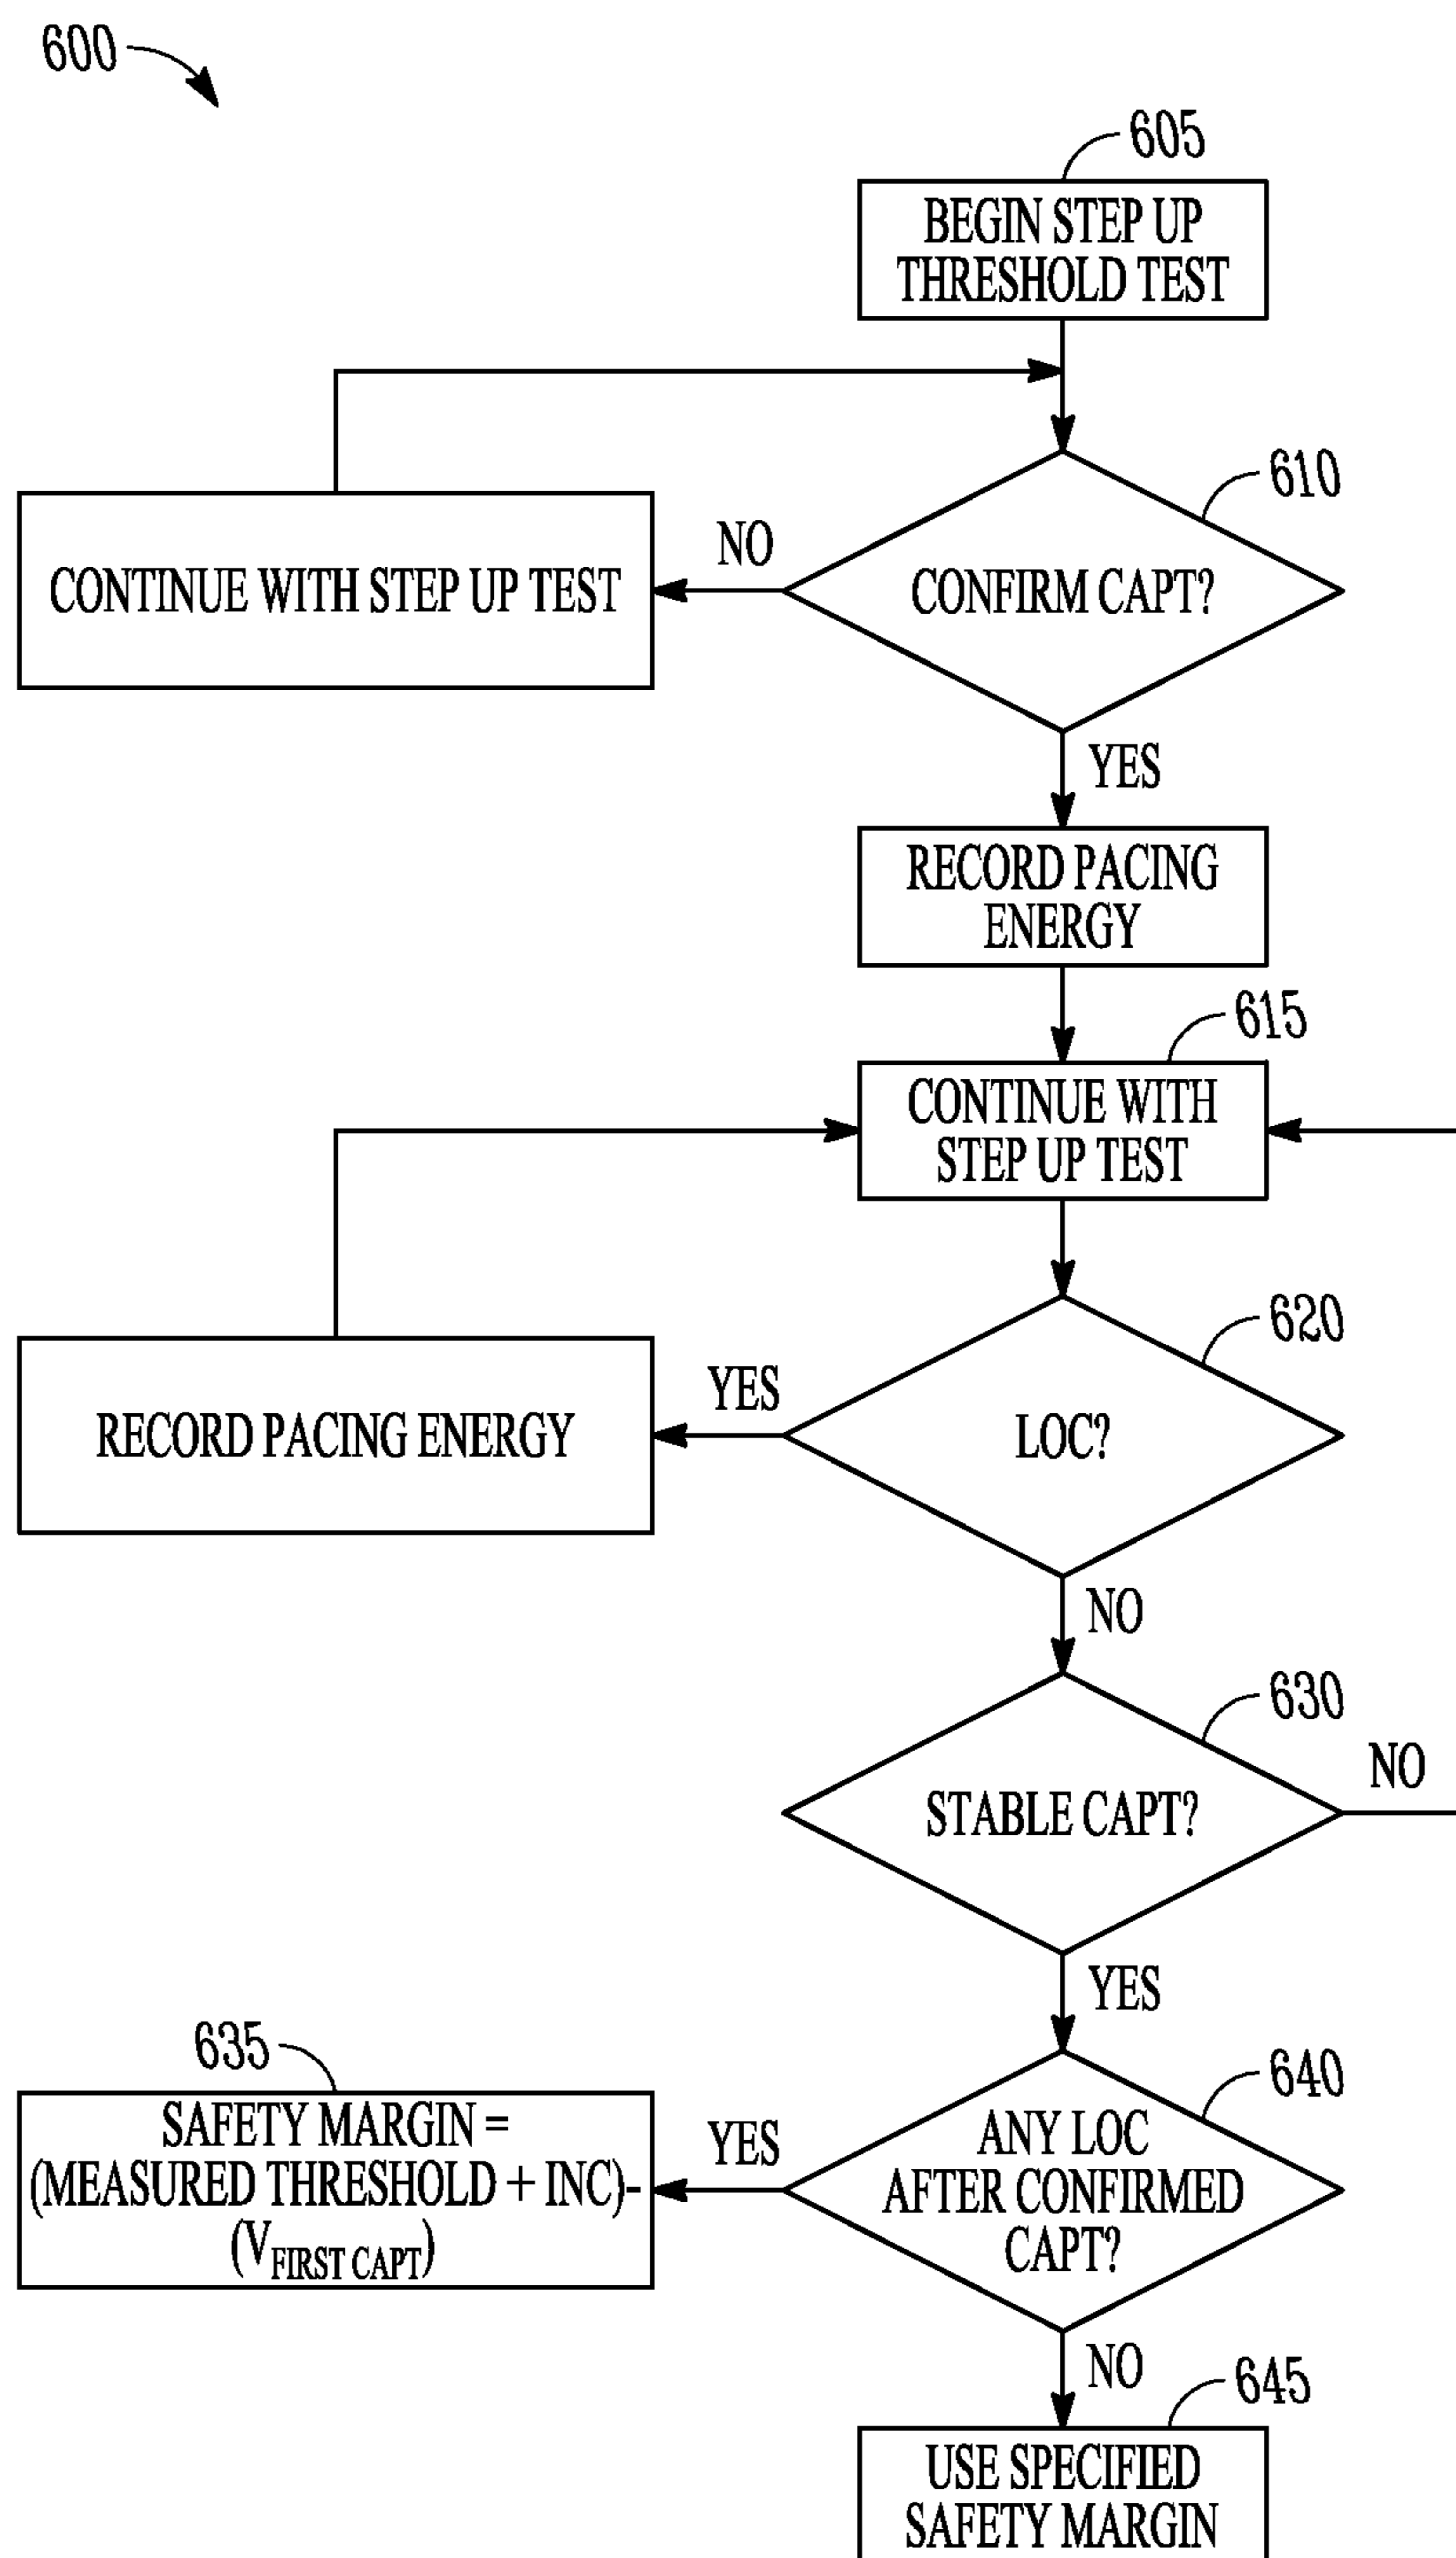 600
605
BEGIN STEP UP
THRESHOLD TEST
610
NO
CONTINUE WITH STEP UP TEST
CONFIRM CAPT?
YES
RECORD PACING
ENERGY
615
CONTINUE WITH
STEP UP TEST
620
YES
RECORD PACING ENERGY
LOC?
NO
630
NO
STABLE CAPT?
YES
635
640
SAFETY MARGIN =
(MEASURED THRESHOLD + INC)-
(VFIRST CAPT)
YES
ANY LOC
AFTER CONFIRMED
CAPT?
NO
645
USE SPECIFIED
SAFETY MARGIN